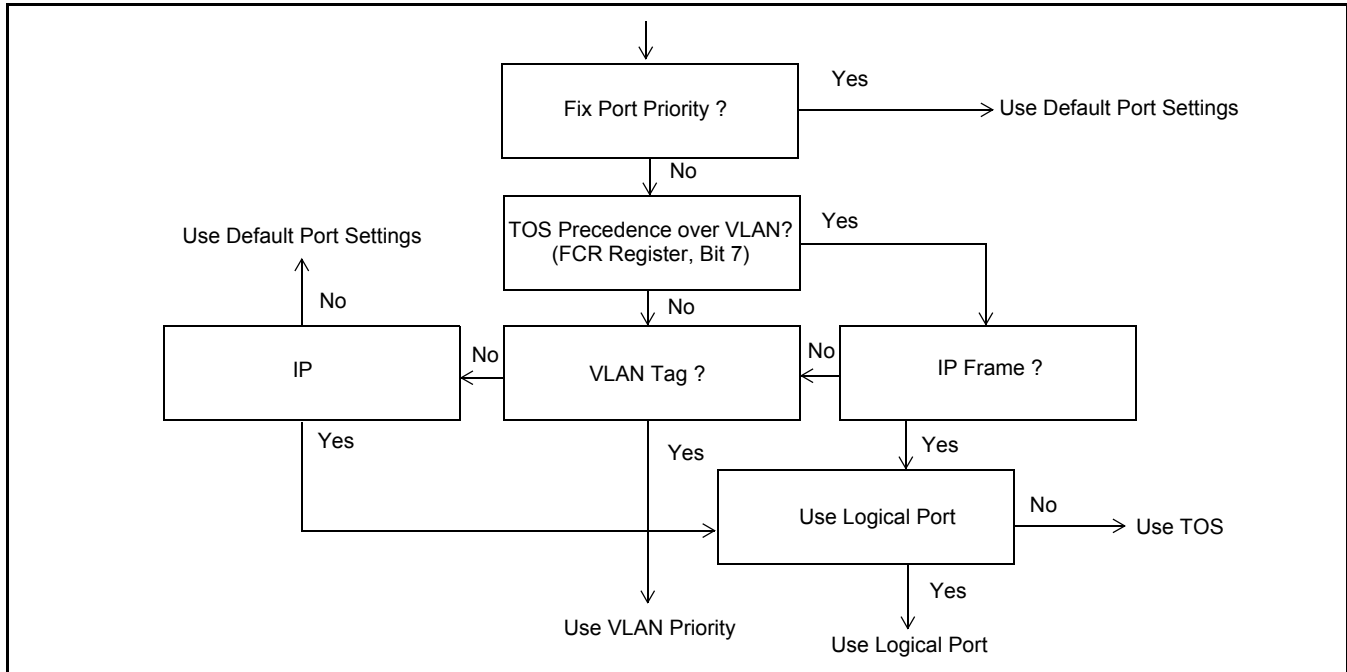 Yes
Fix Port Priority ?
Use Default Port Settings
No
TOS Precedence over VLAN?
(FCR Register, Bit 7)
Yes
Use Default Port Settings
No
No
IP
No
VLAN Tag ?
No
IP Frame ?
Yes
Yes
Yes
Use Logical Port
No
Use TOS
Yes
Use VLAN Priority
Use Logical Port